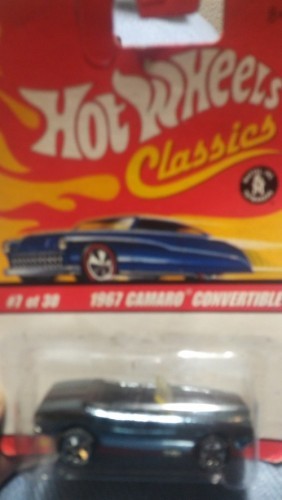 Hot Wheels
Classics
#7 of 30 1967 CAMARO® CONVERTIBLE